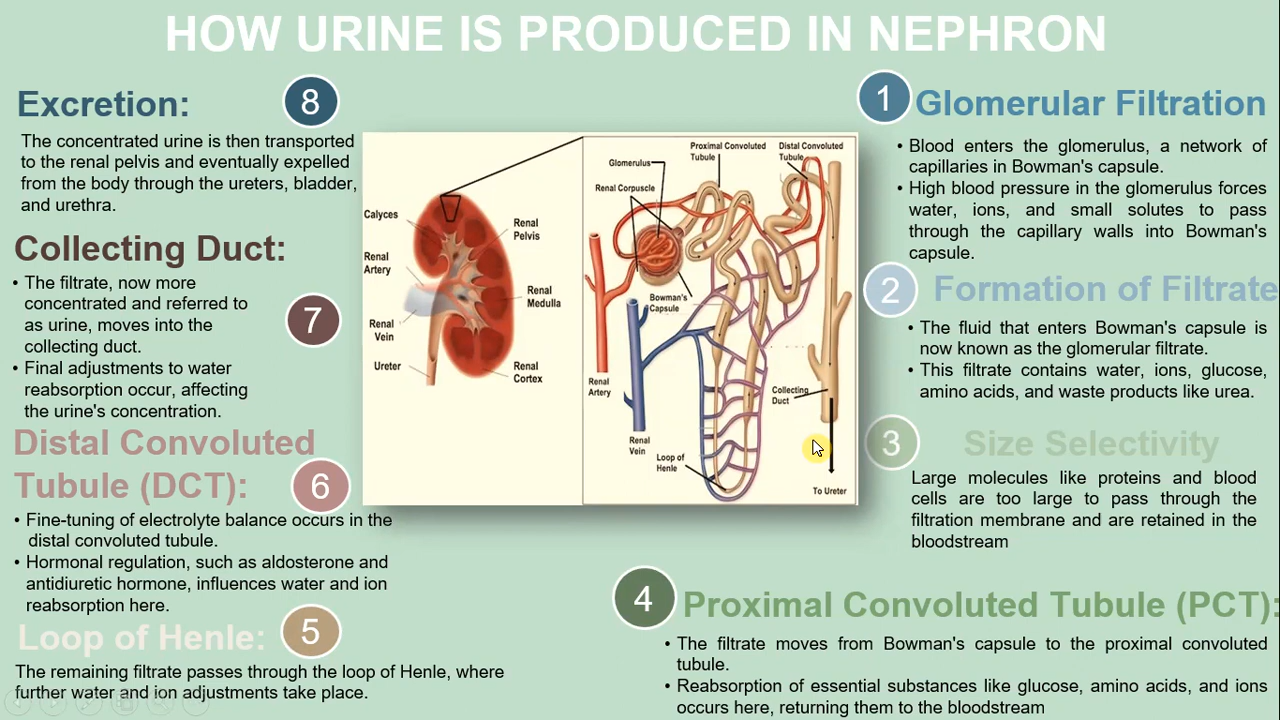 HOW URINE IS PRODUCED IN NEPHRON
1
Glomerular Filtration
• Blood enters the glomerulus, a network of
capillaries in Bowman's capsule.
• High blood pressure in the glomerulus forces
water, ions, and small solutes to pass
through the capillary walls into Bowman's
capsule.
2
Formation of Filtrate
• The fluid that enters Bowman's capsule is
now known as the glomerular filtrate.
• This filtrate contains water, ions, glucose,
amino acids, and waste products like urea.
3
Size Selectivity
Large molecules like proteins and blood
cells are too large to pass through the
filtration membrane and are retained in the
bloodstream
4
Proximal Convoluted Tubule (PCT):
• The filtrate moves from Bowman's capsule to the proximal convoluted
tubule.
• Reabsorption of essential substances like glucose, amino acids, and ions
occurs here, returning them to the bloodstream
Loop of Henle:
5
The remaining filtrate passes through the loop of Henle, where
further water and ion adjustments take place.
Distal Convoluted
Tubule (DCT):
6
• Fine-tuning of electrolyte balance occurs in the
distal convoluted tubule.
• Hormonal regulation, such as aldosterone and
antidiuretic hormone, influences water and ion
reabsorption here.
Collecting Duct:
7
• The filtrate, now more
concentrated and referred to
as urine, moves into the
collecting duct.
• Final adjustments to water
reabsorption occur, affecting
the urine's concentration.
Excretion:
8
The concentrated urine is then transported
to the renal pelvis and eventually expelled
from the body through the ureters, bladder,
and urethra.
Calyces
Renal
Artery
Renal
Vein
Ureter
Renal
Pelvis
Renal
Medulla
Renal
Cortex
Glomerulus
Renal Corpuscle
Proximal Convoluted
Tubule
Distal Convoluted
Tubule
Bowman's
Capsule
Renal
Artery
Renal
Vein
Loop of
Henle
Collecting
Duct
To Ureter